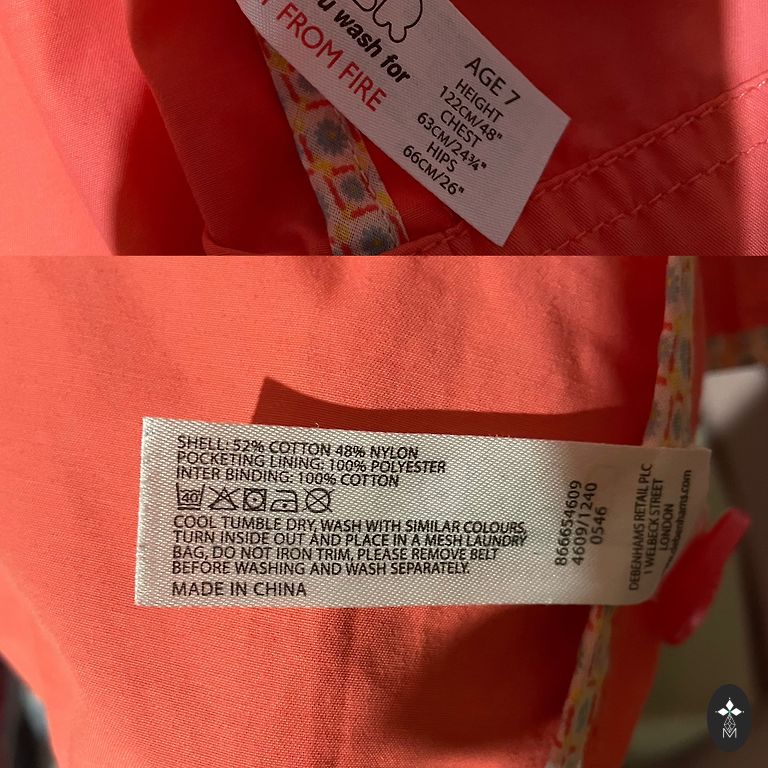 u wash for
FROM FIRE
AGE 7
HEIGHT
122CM/48"
CHEST
63CM/24¾"
HIPS
66CM/26"
SHELL: 52% COTTON 48% NYLON
POCKETING LINING: 100% POLYESTER
INTER BINDING: 100% COTTON
40
COOL TUMBLE DRY, WASH WITH SIMILAR COLOURS,
TURN INSIDE OUT AND PLACE IN A MESH LAUNDRY
BAG, DO NOT IRON TRIM, PLEASE REMOVE BELT
BEFORE WASHING AND WASH SEPARATELY.
MADE IN CHINA
866654609
4609/1240
0546
DEBENHAMS RETAIL PLC
1 WELBECK STREET
LONDON
debenhams.com
M